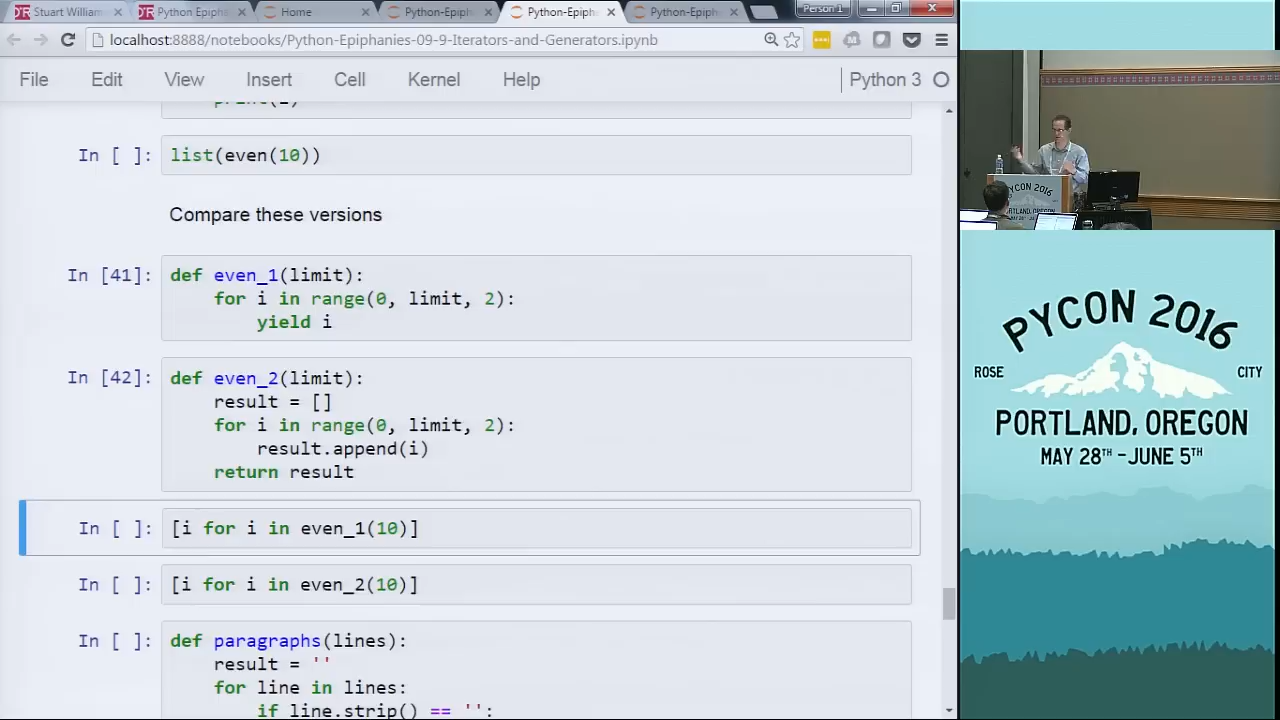 Stuart William
Python Epiph
Home
Python-Epiph
Python-Epiph
Python-Epiph
Person 1
localhost:8888/notebooks/Python-Epiphanies-09-9-Iterators-and-Generators.ipynb
File Edit View Insert Cell Kernel Help Python 3
print(i)
In [ ]: list(even(10))
Compare these versions
In [41]: def even_1(limit):
for i in range(0, limit, 2):
yield i
In [42]: def even_2(limit):
result = []
for i in range(0, limit, 2):
result.append(i)
return result
In [ ]: [i for i in even_1(10)]
In [ ]: [i for i in even_2(10)]
In [ ]: def paragraphs(lines):
result = ''
for line in lines:
if line.strip() == '':
PYCON 2016
PORTLAND, OREGON
PYCON 2016
ROSE CITY
PORTLAND, OREGON
MAY 28TH - JUNE 5TH